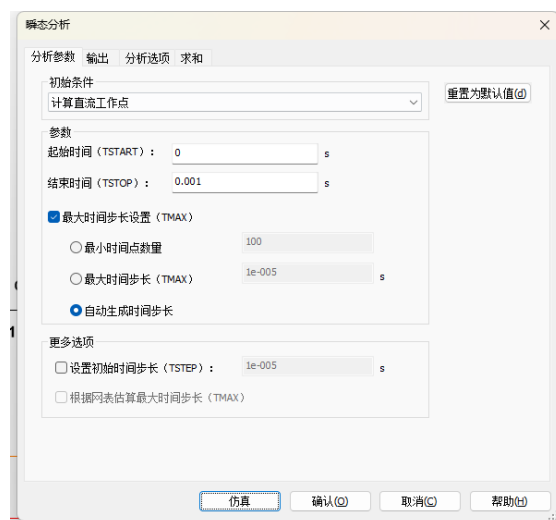 瞬态分析
分析参数 输出 分析选项 求和
初始条件
计算直流工作点
重置为默认值(d)
参数
起始时间（TSTART）： 0 s
结束时间（TSTOP）： 0.001 s
最大时间步长设置（TMAX）
最小时间点数量 100
最大时间步长（TMAX） 1e-005 s
自动生成时间步长
更多选项
设置初始时间步长（TSTEP）： 1e-005 s
根据网表估算最大时间步长（TMAX）
仿真 确认(O) 取消(C) 帮助(H)
1